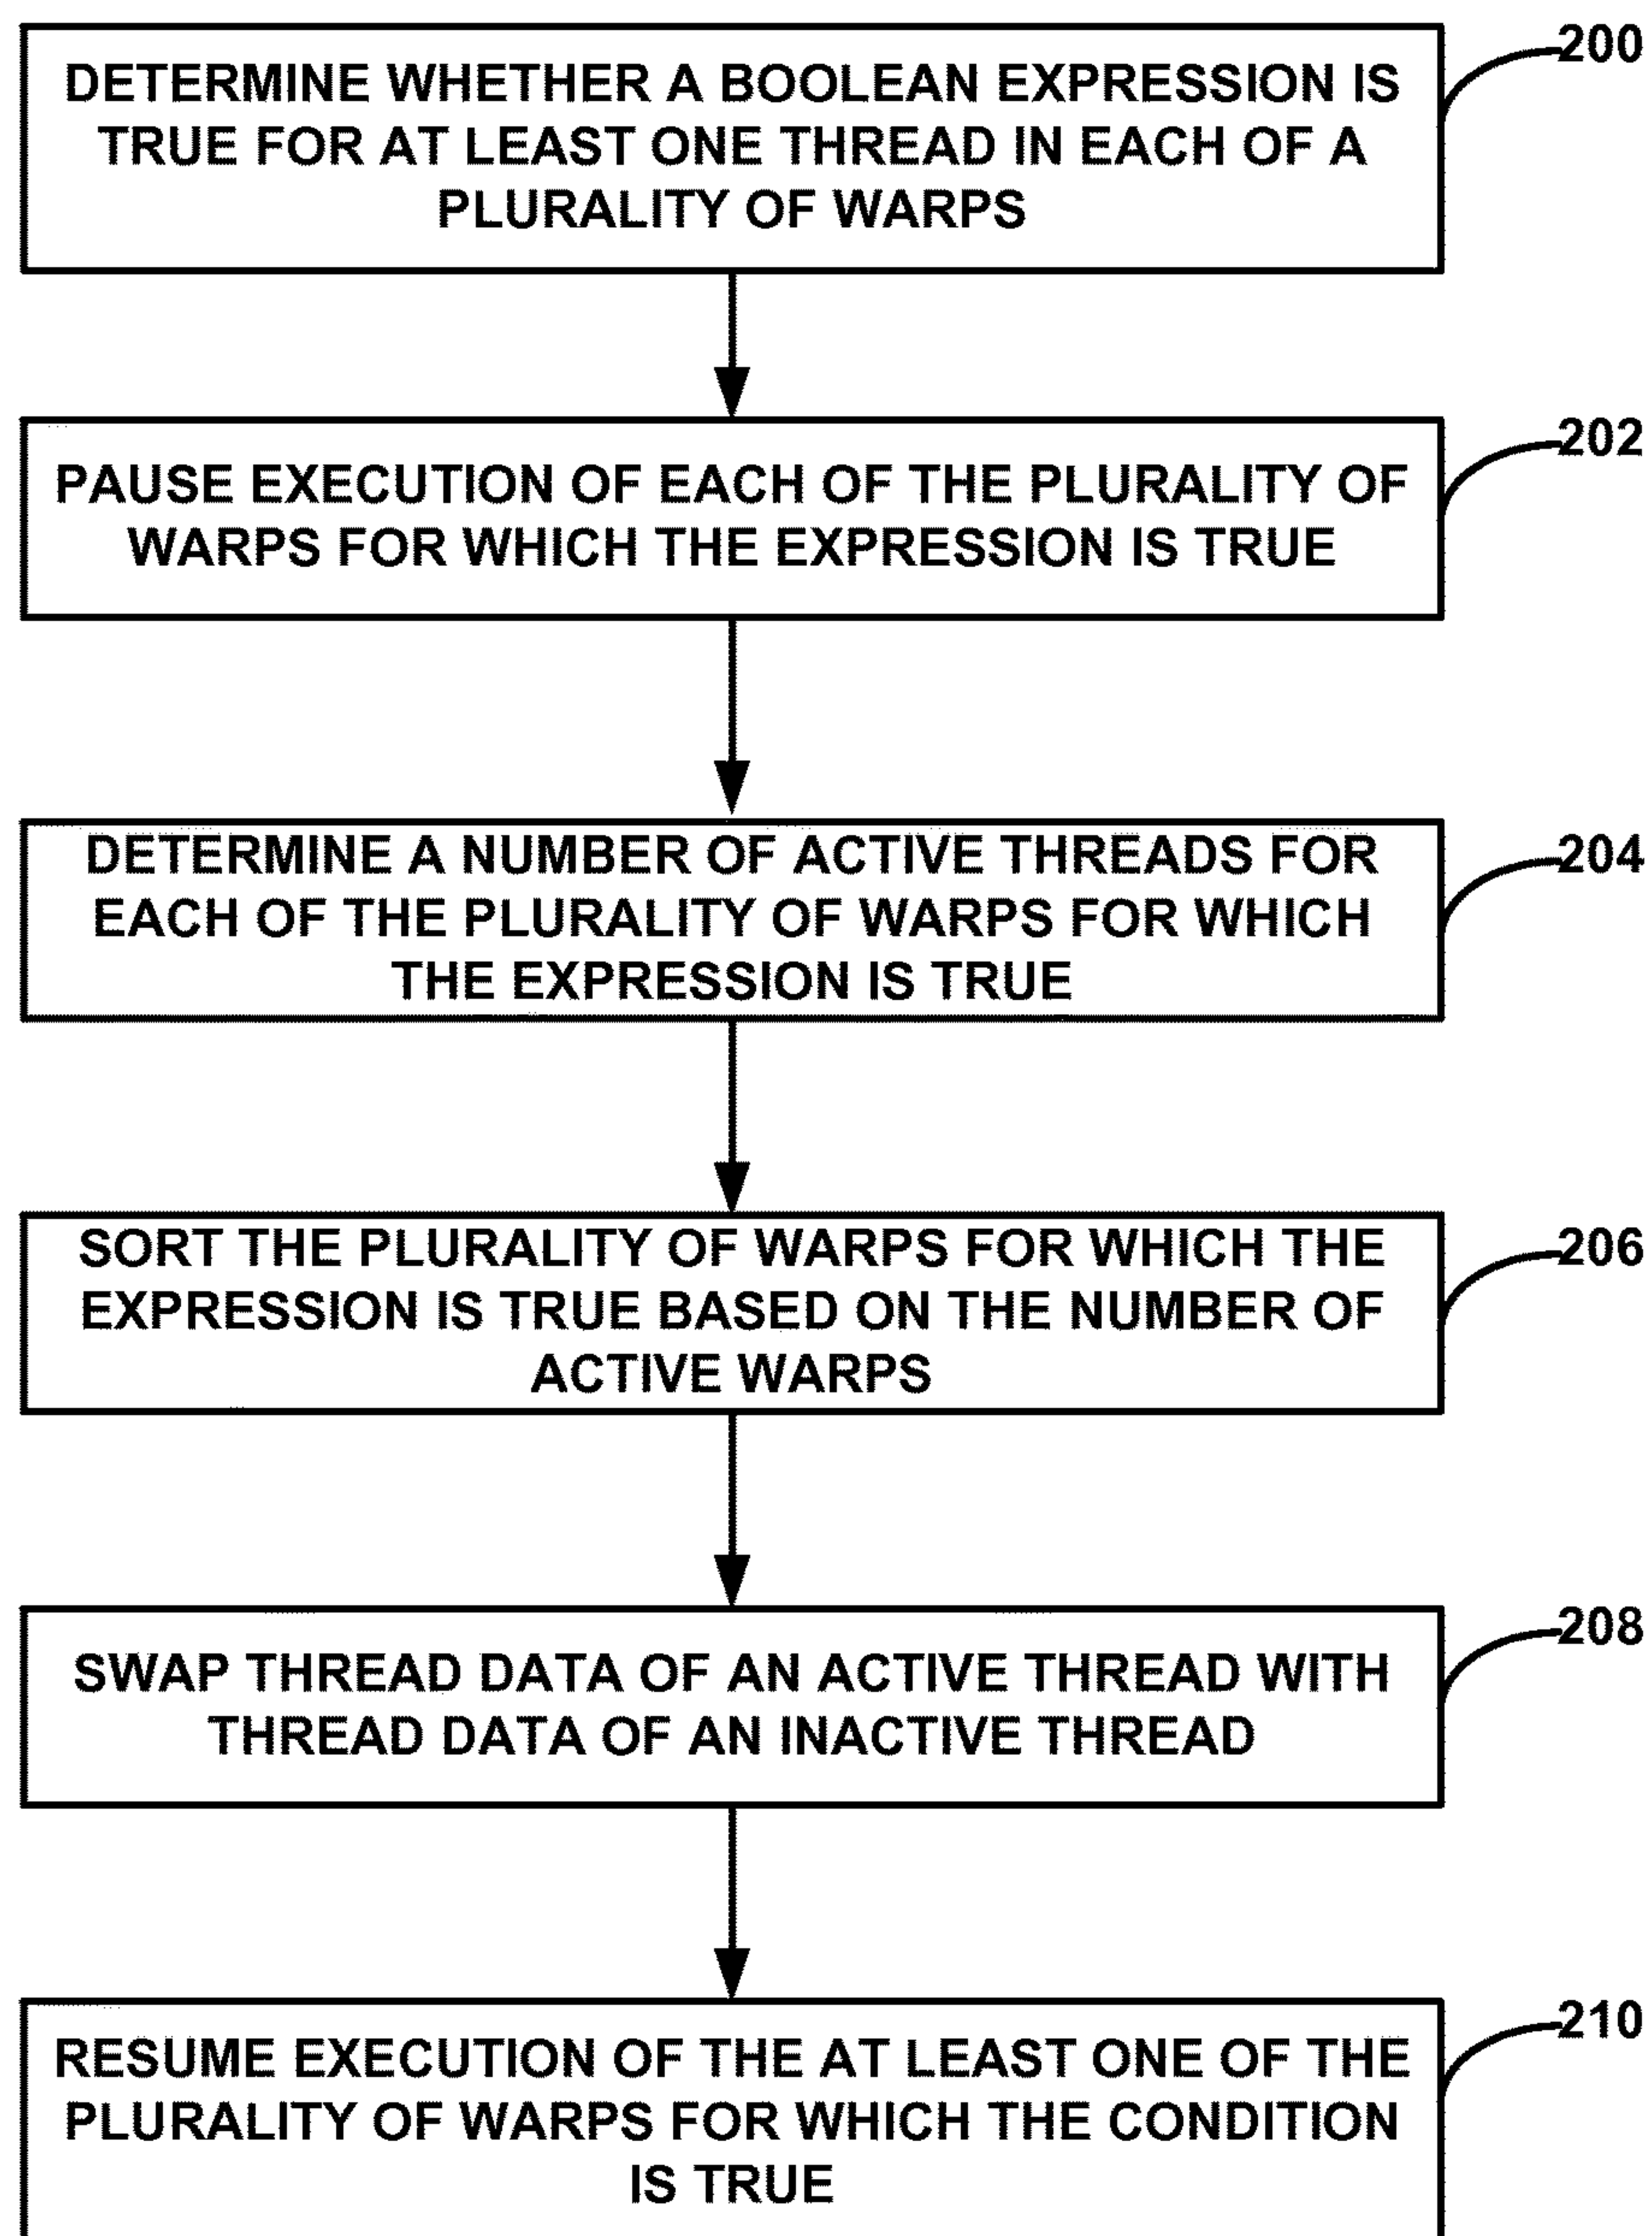 200
DETERMINE WHETHER A BOOLEAN EXPRESSION IS
TRUE FOR AT LEAST ONE THREAD IN EACH OF A
PLURALITY OF WARPS
202
PAUSE EXECUTION OF EACH OF THE PLURALITY OF
WARPS FOR WHICH THE EXPRESSION IS TRUE
204
DETERMINE A NUMBER OF ACTIVE THREADS FOR
EACH OF THE PLURALITY OF WARPS FOR WHICH
THE EXPRESSION IS TRUE
206
SORT THE PLURALITY OF WARPS FOR WHICH THE
EXPRESSION IS TRUE BASED ON THE NUMBER OF
ACTIVE WARPS
208
SWAP THREAD DATA OF AN ACTIVE THREAD WITH
THREAD DATA OF AN INACTIVE THREAD
210
RESUME EXECUTION OF THE AT LEAST ONE OF THE
PLURALITY OF WARPS FOR WHICH THE CONDITION
IS TRUE